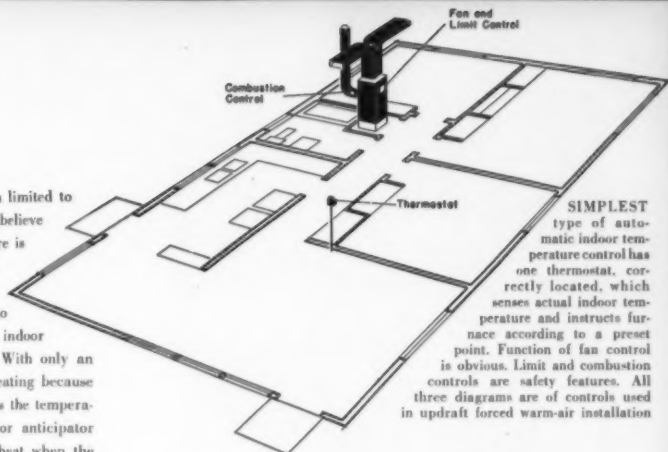 Fan and
Limit Control
Combustion
Control
Thermostat
limited to
believe
re is
indoor
With only an
eating because
s the tempera-
or anticipator
heat when the
SIMPLEST
type of auto-
matic indoor tem-
perature control has
one thermostat, cor-
rectly located, which
senses actual indoor tem-
perature and instructs fur-
nace according to a preset
point. Function of fan control
is obvious. Limit and combustion
controls are safety features. All
three diagrams are of controls used
in updraft forced warm-air installation